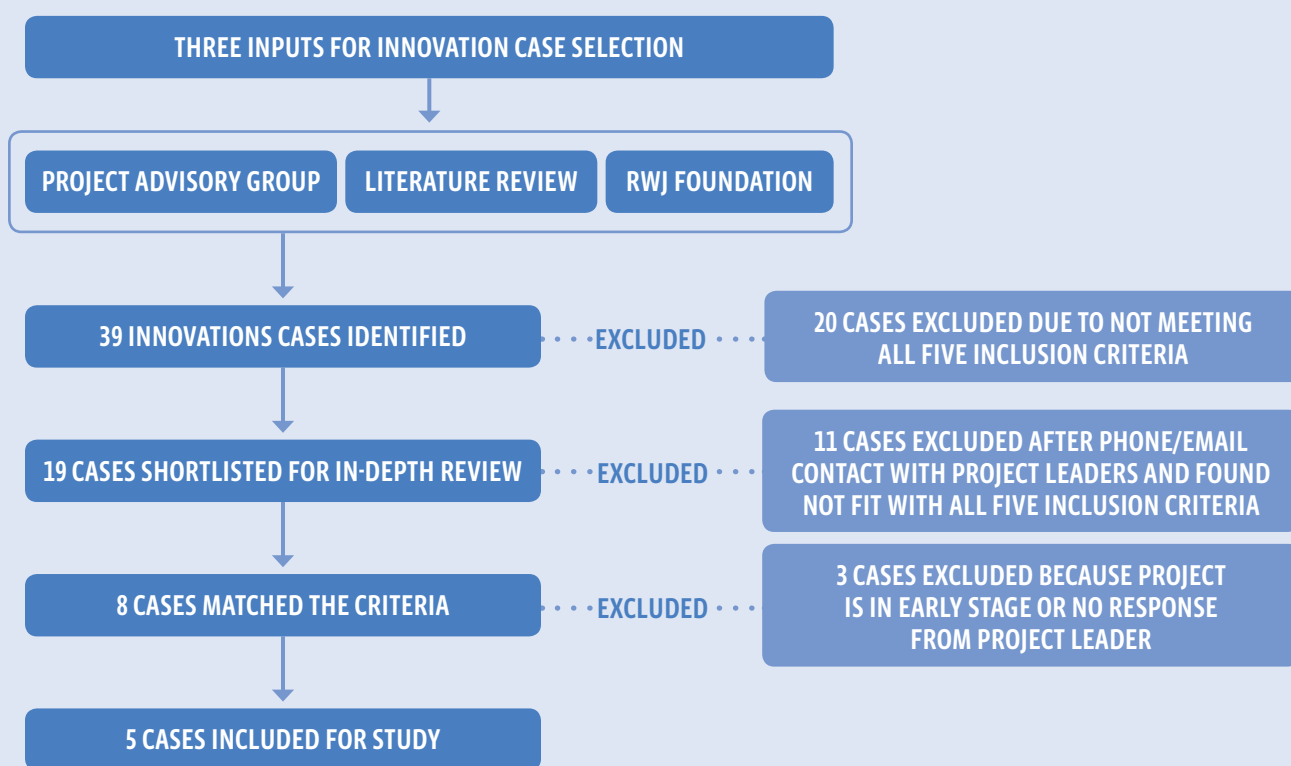 THREE INPUTS FOR INNOVATION CASE SELECTION
PROJECT ADVISORY GROUP
LITERATURE REVIEW
RWJ FOUNDATION
39 INNOVATIONS CASES IDENTIFIED
EXCLUDED
20 CASES EXCLUDED DUE TO NOT MEETING
ALL FIVE INCLUSION CRITERIA
19 CASES SHORTLISTED FOR IN-DEPTH REVIEW
EXCLUDED
11 CASES EXCLUDED AFTER PHONE/EMAIL
CONTACT WITH PROJECT LEADERS AND FOUND
NOT FIT WITH ALL FIVE INCLUSION CRITERIA
8 CASES MATCHED THE CRITERIA
EXCLUDED
3 CASES EXCLUDED BECAUSE PROJECT
IS IN EARLY STAGE OR NO RESPONSE
FROM PROJECT LEADER
5 CASES INCLUDED FOR STUDY